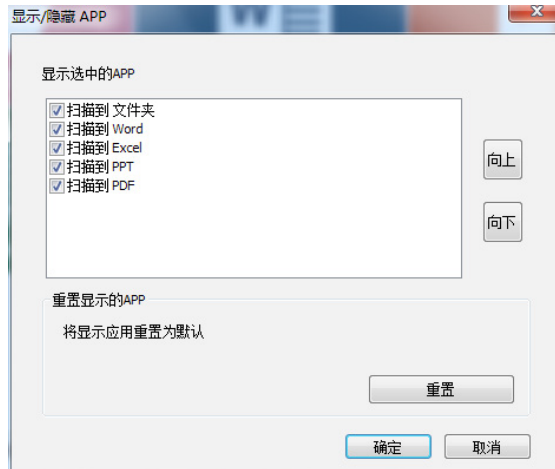 显示/隐藏 APP
显示选中的APP
扫描到 文件夹
扫描到 Word
扫描到 Excel
扫描到 PPT
扫描到 PDF
向上
向下
重置显示的APP
将显示应用重置为默认
重置
确定
取消